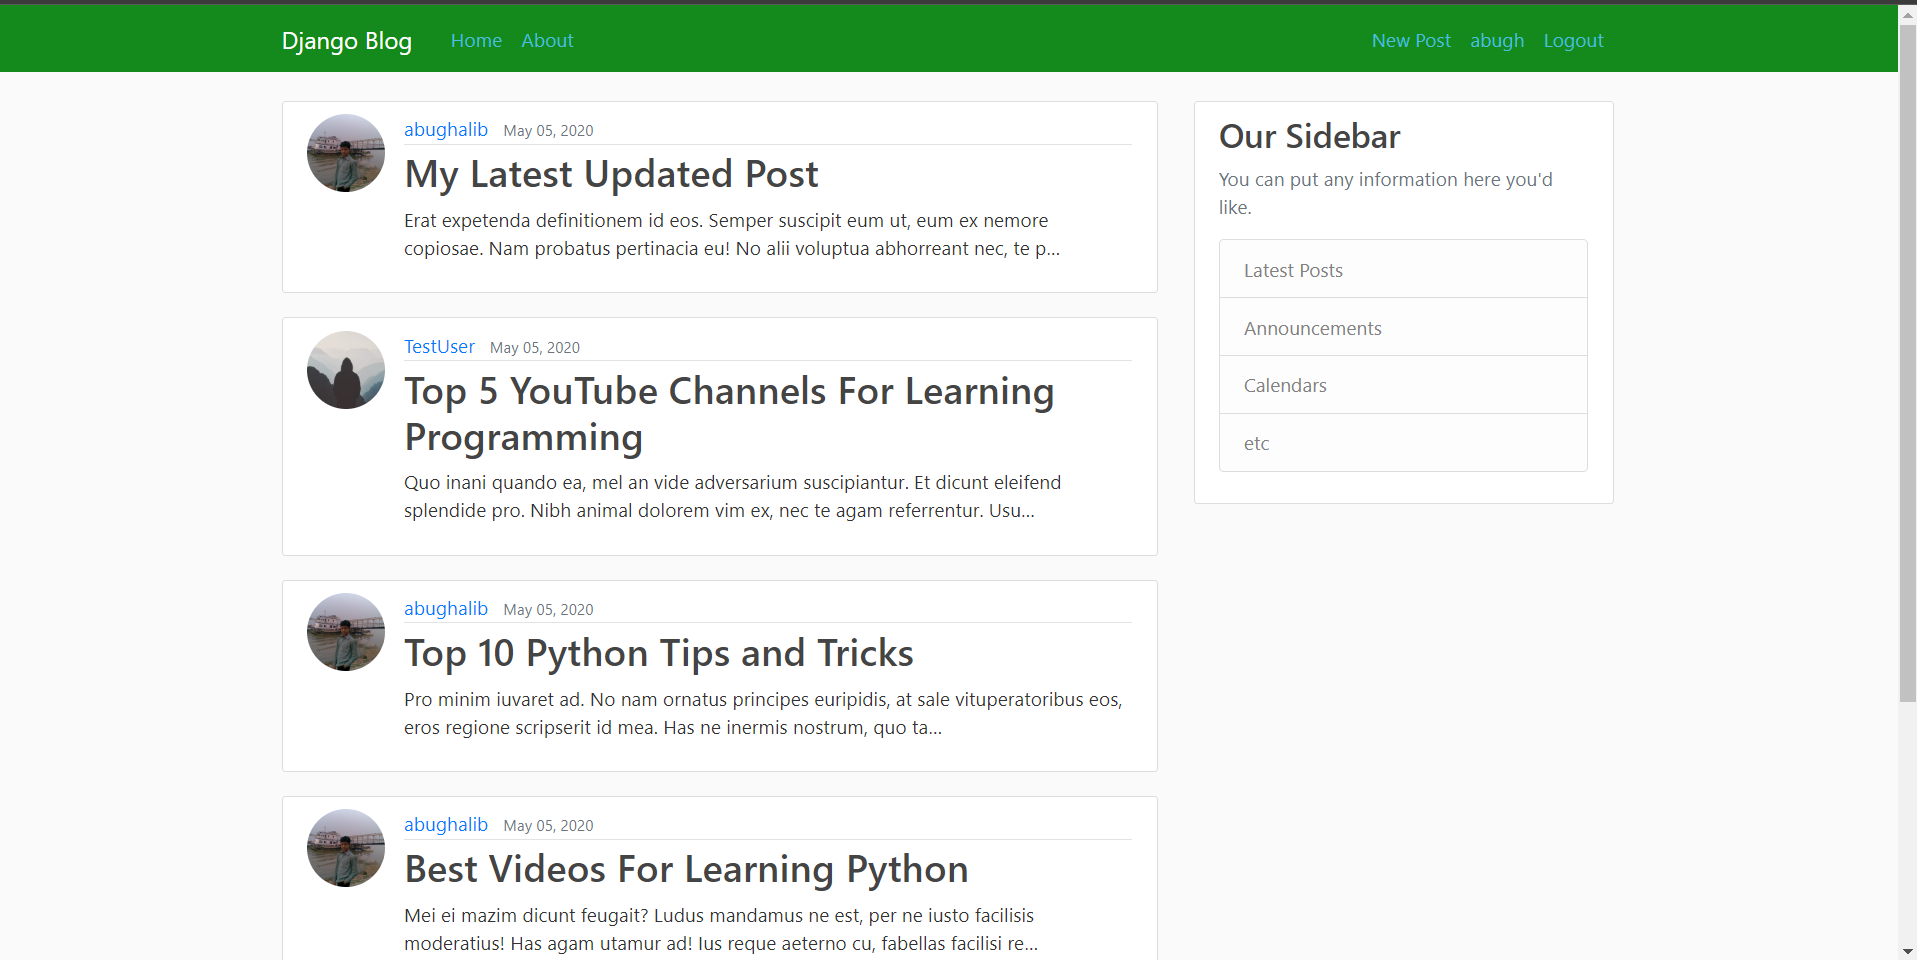 Django Blog Home About New Post abugh Logout
abughalib May 05, 2020
My Latest Updated Post
Erat expetenda definitionem id eos. Semper suscipit eum ut, eum ex nemore
copiosae. Nam probatus pertinacia eu! No alii voluptua abhorreant nec, te p...
TestUser May 05, 2020
Top 5 YouTube Channels For Learning
Programming
Quo inani quando ea, mel an vide adversarium suscipiantur. Et dicunt eleifend
splendide pro. Nibh animal dolorem vim ex, nec te agam referrentur. Usu...
abughalib May 05, 2020
Top 10 Python Tips and Tricks
Pro minim iuvaret ad. No nam ornatus principes euripidis, at sale vituperatoribus eos,
eros regione scripserit id mea. Has ne inermis nostrum, quo ta...
abughalib May 05, 2020
Best Videos For Learning Python
Mei ei mazim dicunt feugait? Ludus mandamus ne est, per ne iusto facilisis
moderatius! Has agam utamur ad! Ius reque aeterno cu, fabellas facilisi re...
Our Sidebar
You can put any information here you'd
like.
Latest Posts
Announcements
Calendars
etc